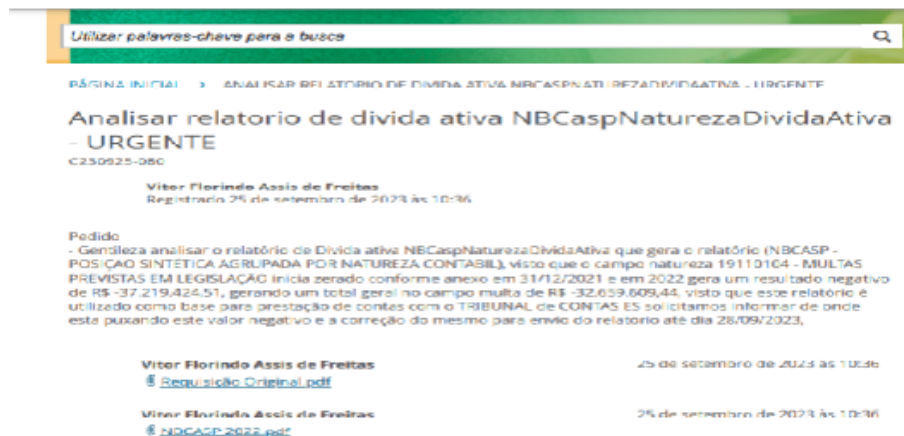 Utilizar palavras-chave para a busca
PÁGINA INICIAL > ANALISAR RELATORIO DE DIVIDA ATIVA NBCASPNATUREZADIVIDAATIVA - URGENTE
Analisar relatorio de divida ativa NBCaspNaturezaDividaAtiva
- URGENTE
C230925-080
Vitor Florindo Assis de Freitas
Registrado 25 de setembro de 2023 às 10:36
Pedido
- Gentileza analisar o relatório de Divida ativa NBCaspNaturezaDividaAtiva que gera o relatório (NBCASP -
POSIÇAO SINTETICA AGRUPADA POR NATUREZA CONTABIL), visto que o campo natureza 19110104 - MULTAS
PREVISTAS EM LEGISLAÇÃO inicia zerado conforme anexo em 31/12/2021 e em 2022 gera um resultado negativo
de R$ -37.219.424,51, gerando um total geral no campo multa de R$ -32.659.609,44, visto que este relatório é
utilizado como base para prestação de contas com o TRIBUNAL de CONTAS ES solicitamos informar de onde
esta puxando este valor negativo e a correção do mesmo para envio do relatorio até dia 28/09/2023,
Vitor Florindo Assis de Freitas
25 de setembro de 2023 às 10:36
Requisição Original.pdf
Vitor Florindo Assis de Freitas
25 de setembro de 2023 às 10:36
NBCASP 2022.pdf